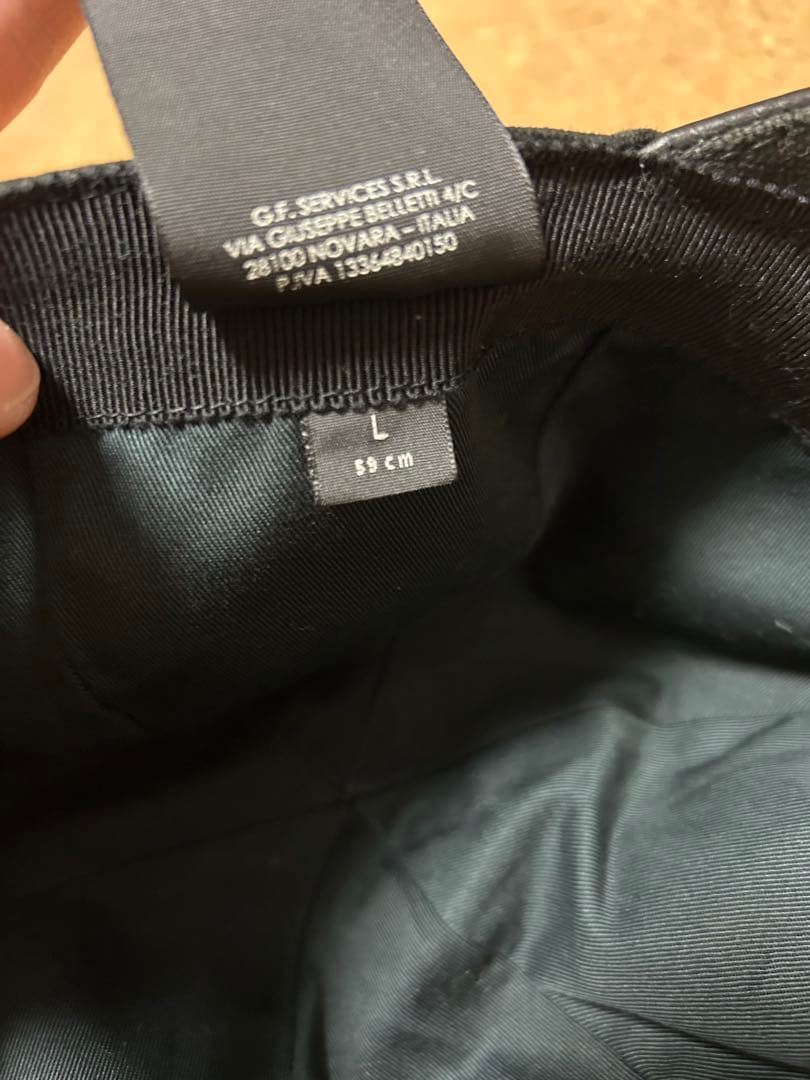 G.F. SERVICES S.R.L.
VIA GIUSEPPE BELLETTI 4/C
28100 NOVARA - ITALIA
P.IVA 13364840150
L
59 cm